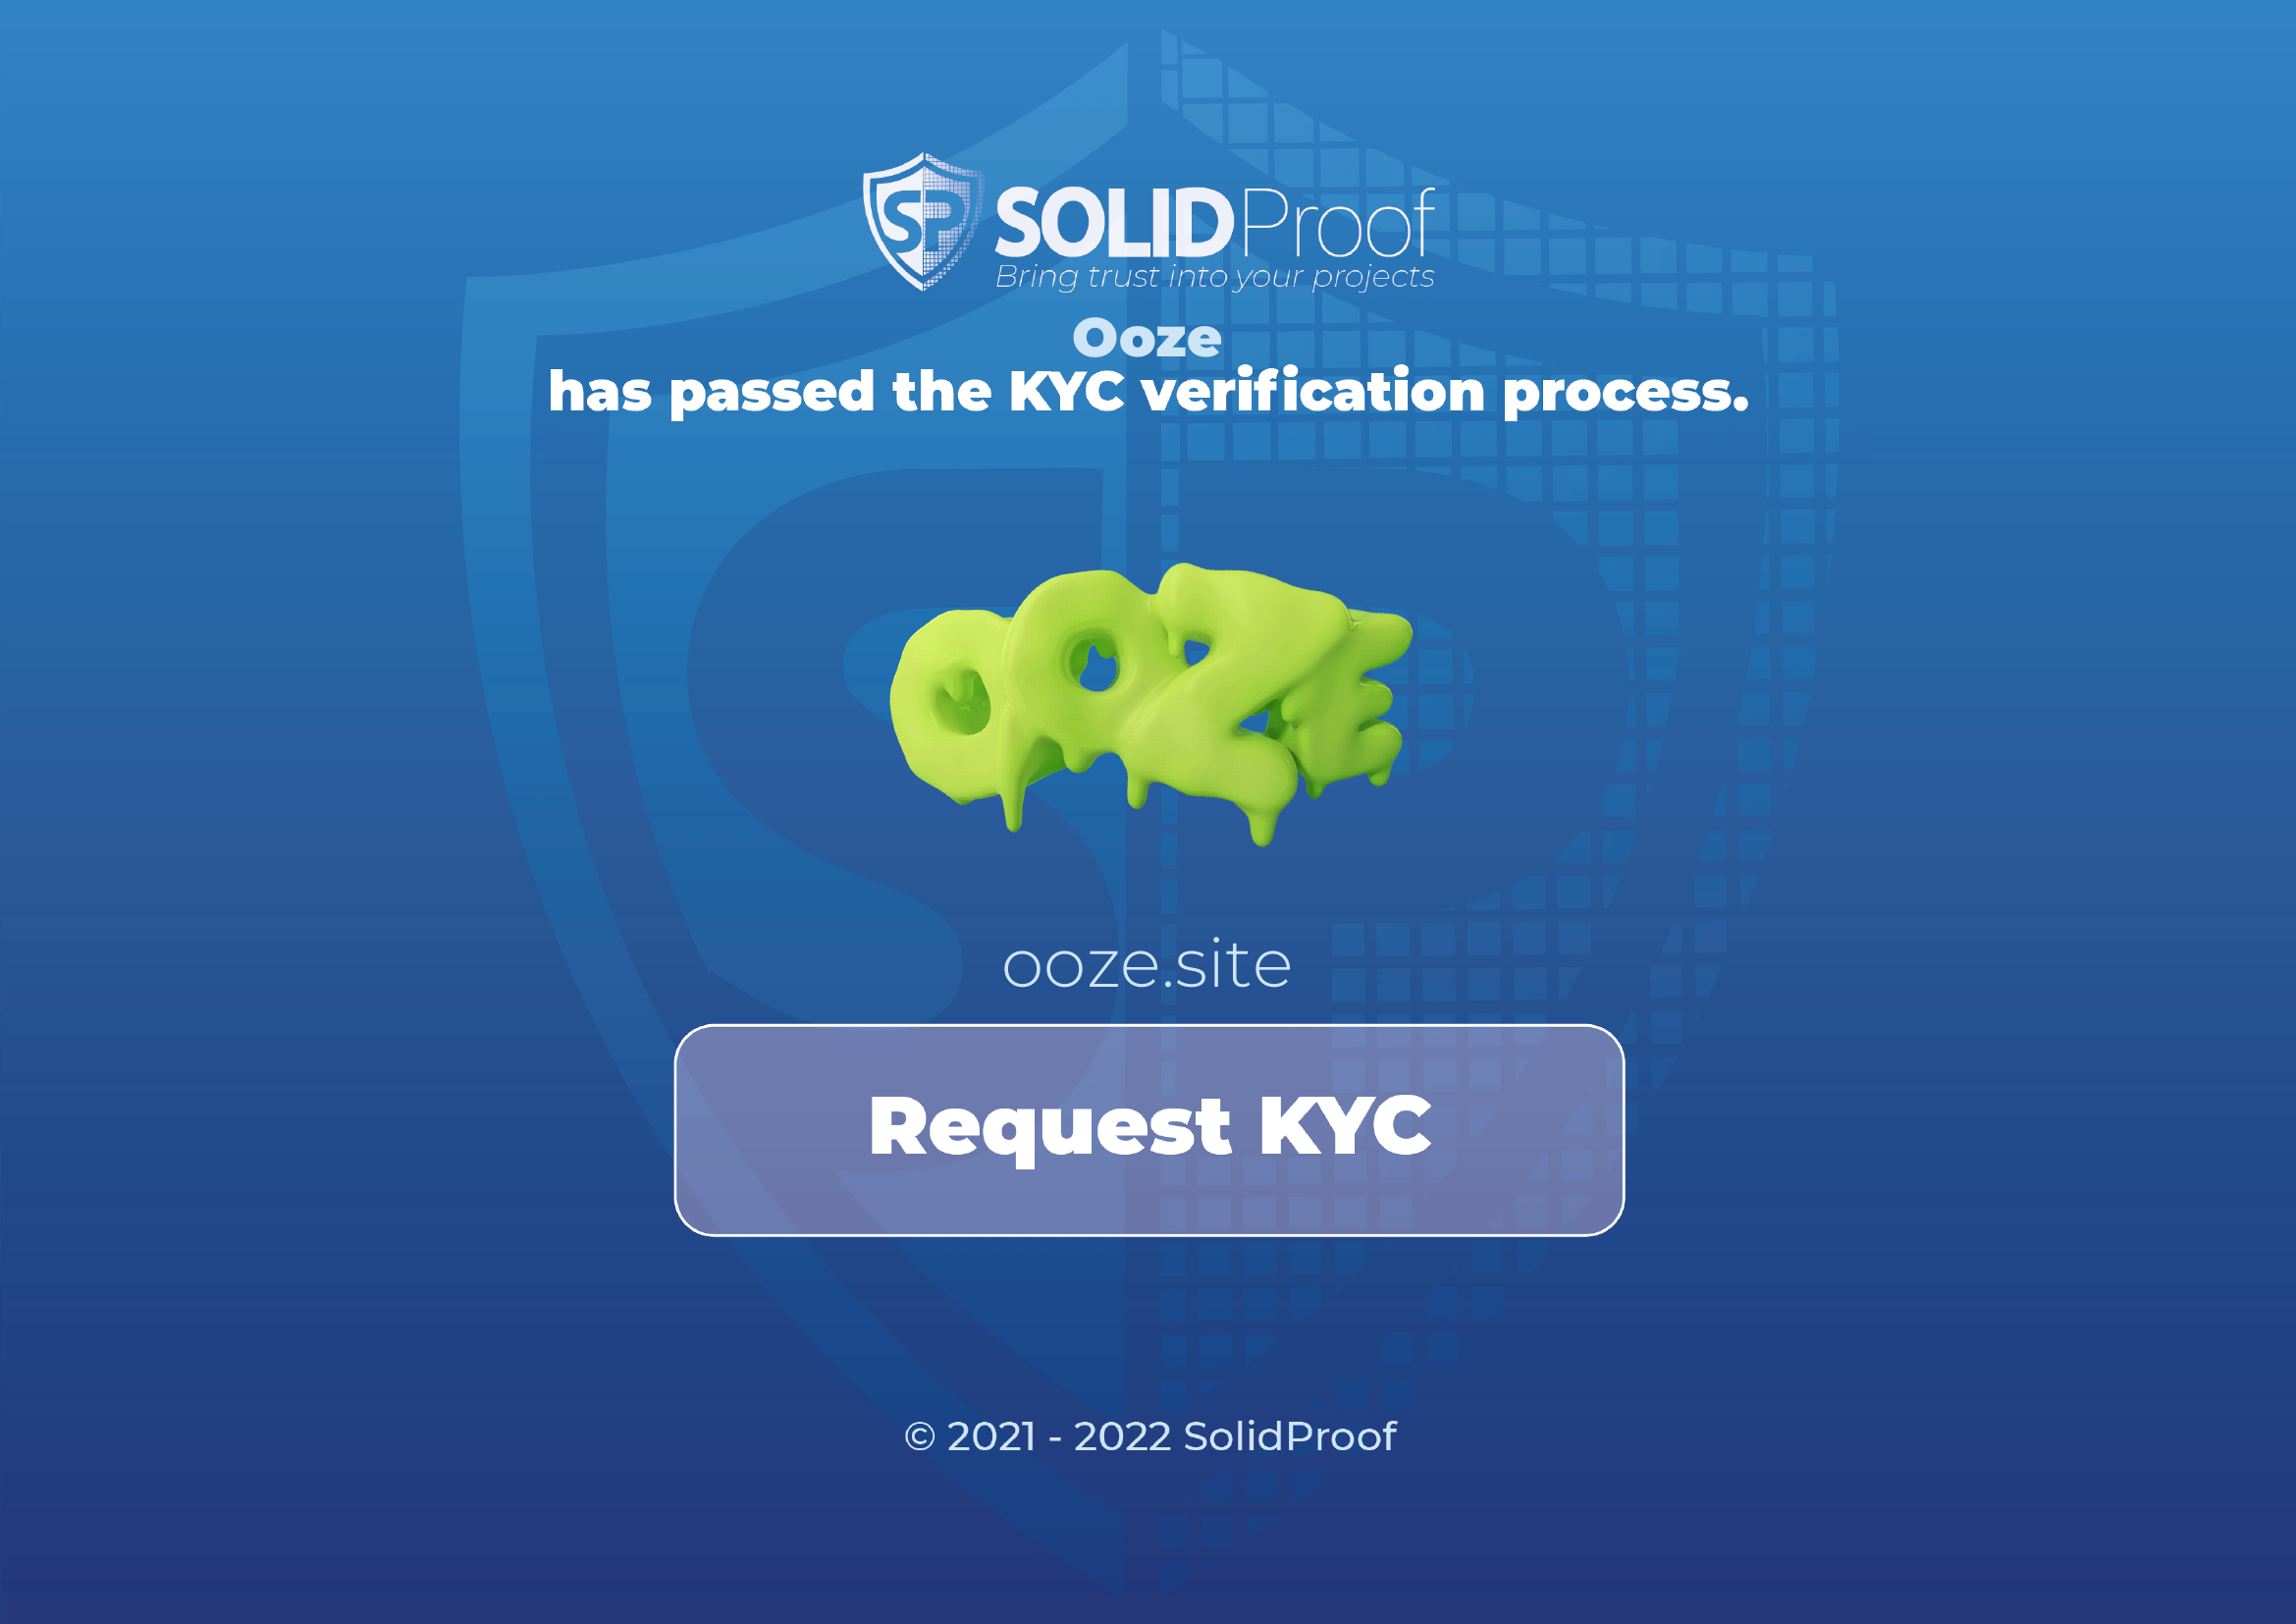 SP SOLIDProof
Bring trust into your projects
Ooze
has passed the KYC verification process.
OOZE
ooze.site
Request KYC
© 2021 - 2022 SolidProof